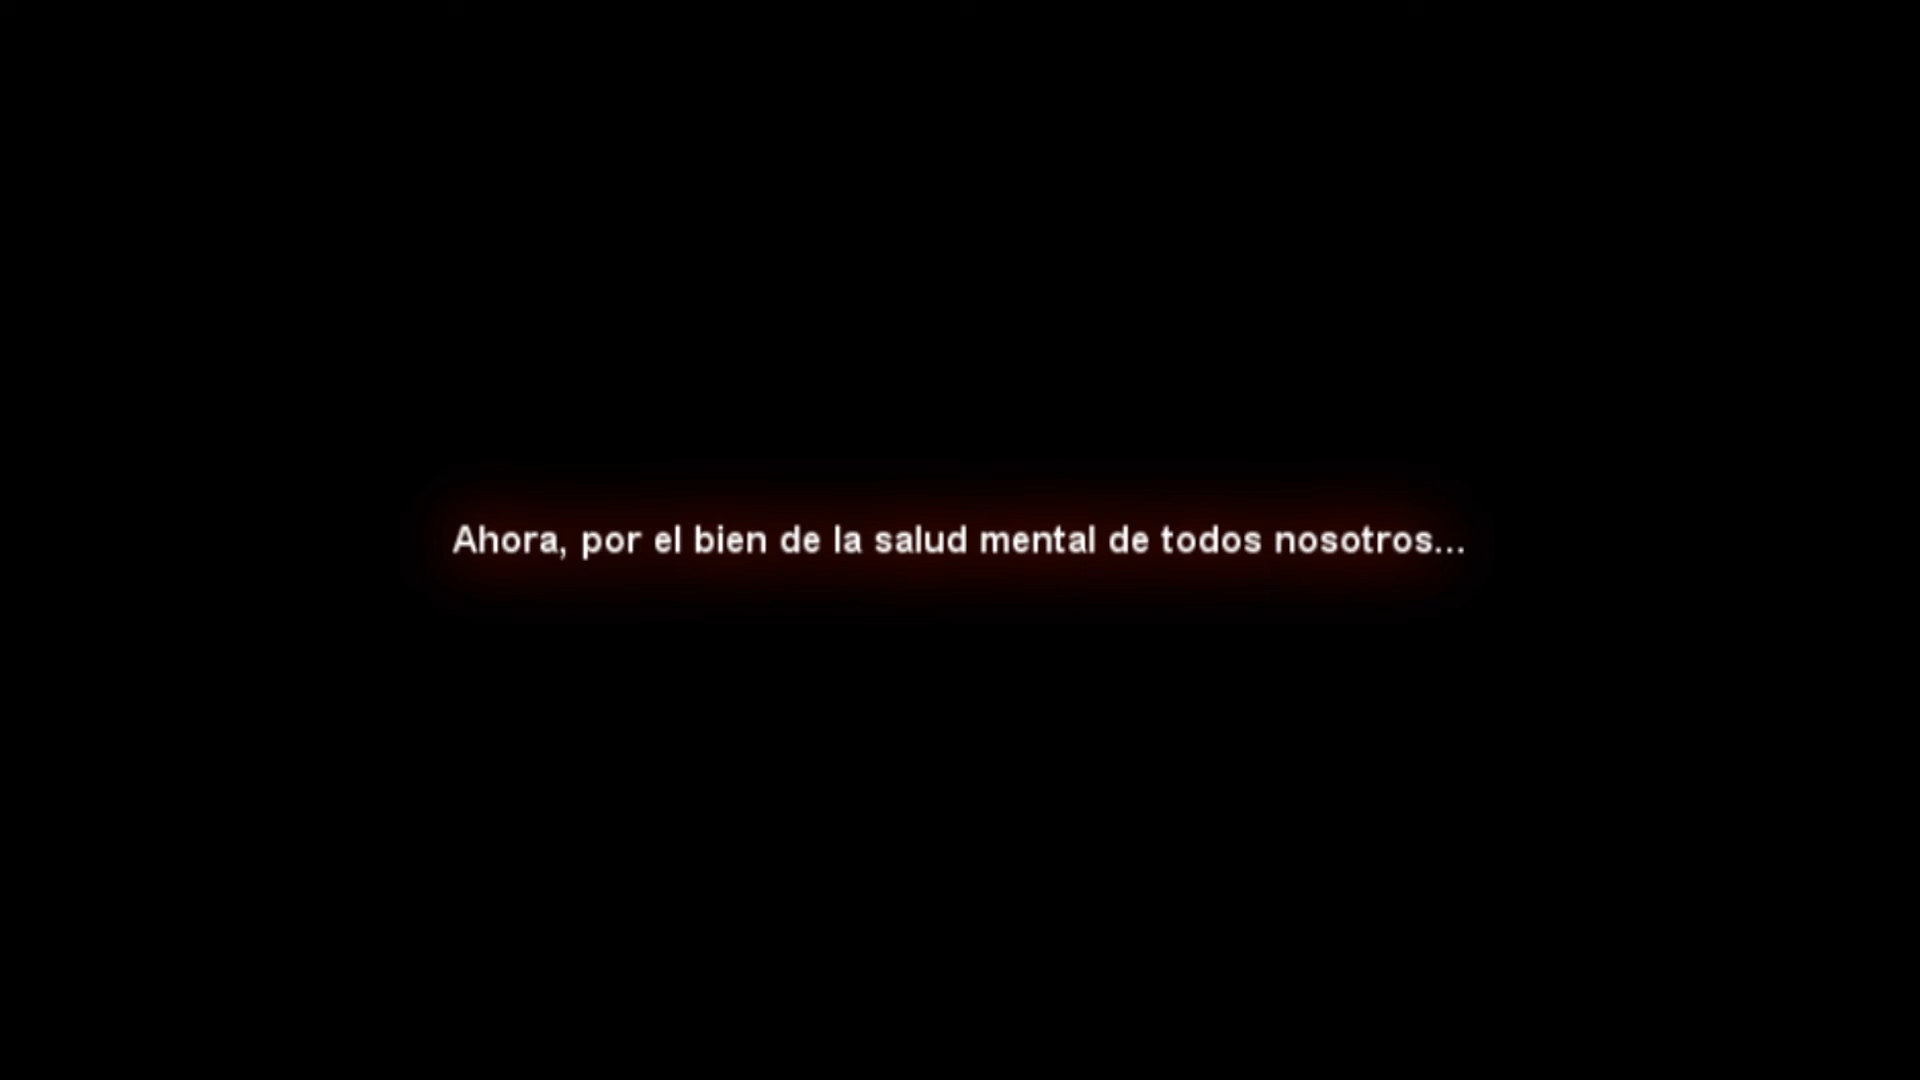 Ahora, por el bien de la salud mental de todos nosotros...